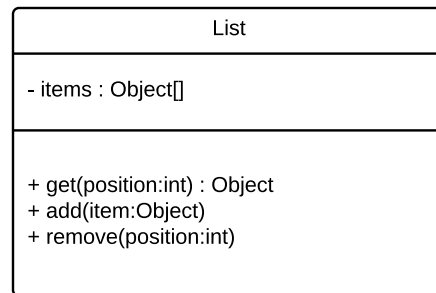 List
- items : Object[]
+ get(position:int) : Object
+ add(item:Object)
+ remove(position:int)